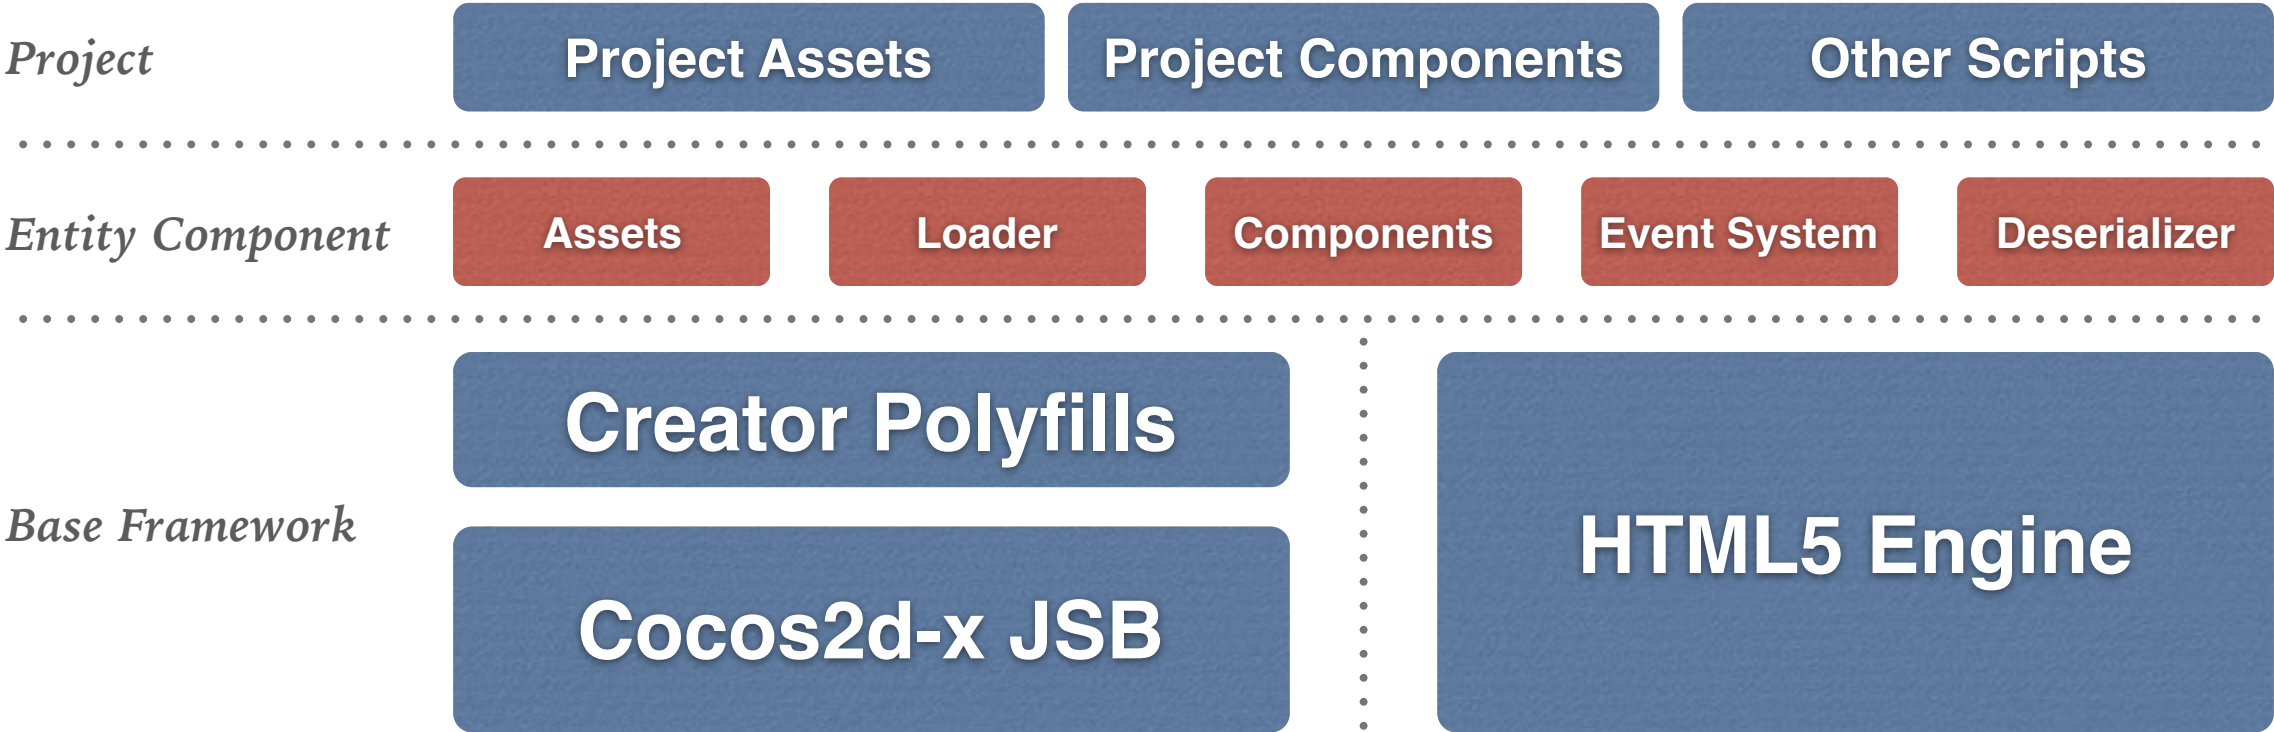 Project
Project Assets
Project Components
Other Scripts
Entity Component
Assets
Loader
Components
Event System
Deserializer
Base Framework
Creator Polyfills
Cocos2d-x JSB
HTML5 Engine